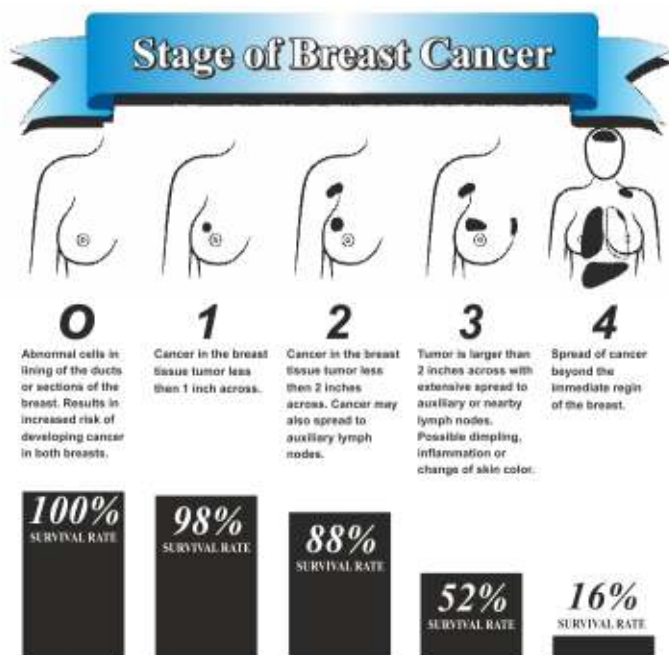 Stage of Breast Cancer
0
Abnormal cells in
lining of the ducts
or sections of the
breast. Results in
increased risk of
developing cancer
in both breasts.
1
Cancer in the breast
tissue tumor less
then 1 inch across.
2
Cancer in the breast
tissue tumor less
then 2 inches
across. Cancer may
also spread to
auxiliary lymph
nodes.
3
Tumor is larger than
2 inches across with
extensive spread to
auxiliary or nearby
lymph nodes.
Possible dimpling,
inflammation or
change of skin color.
4
Spread of cancer
beyond the
immediate regin
of the breast.
100%
SURVIVAL RATE
98%
SURVIVAL RATE
88%
SURVIVAL RATE
52%
SURVIVAL RATE
16%
SURVIVAL RATE